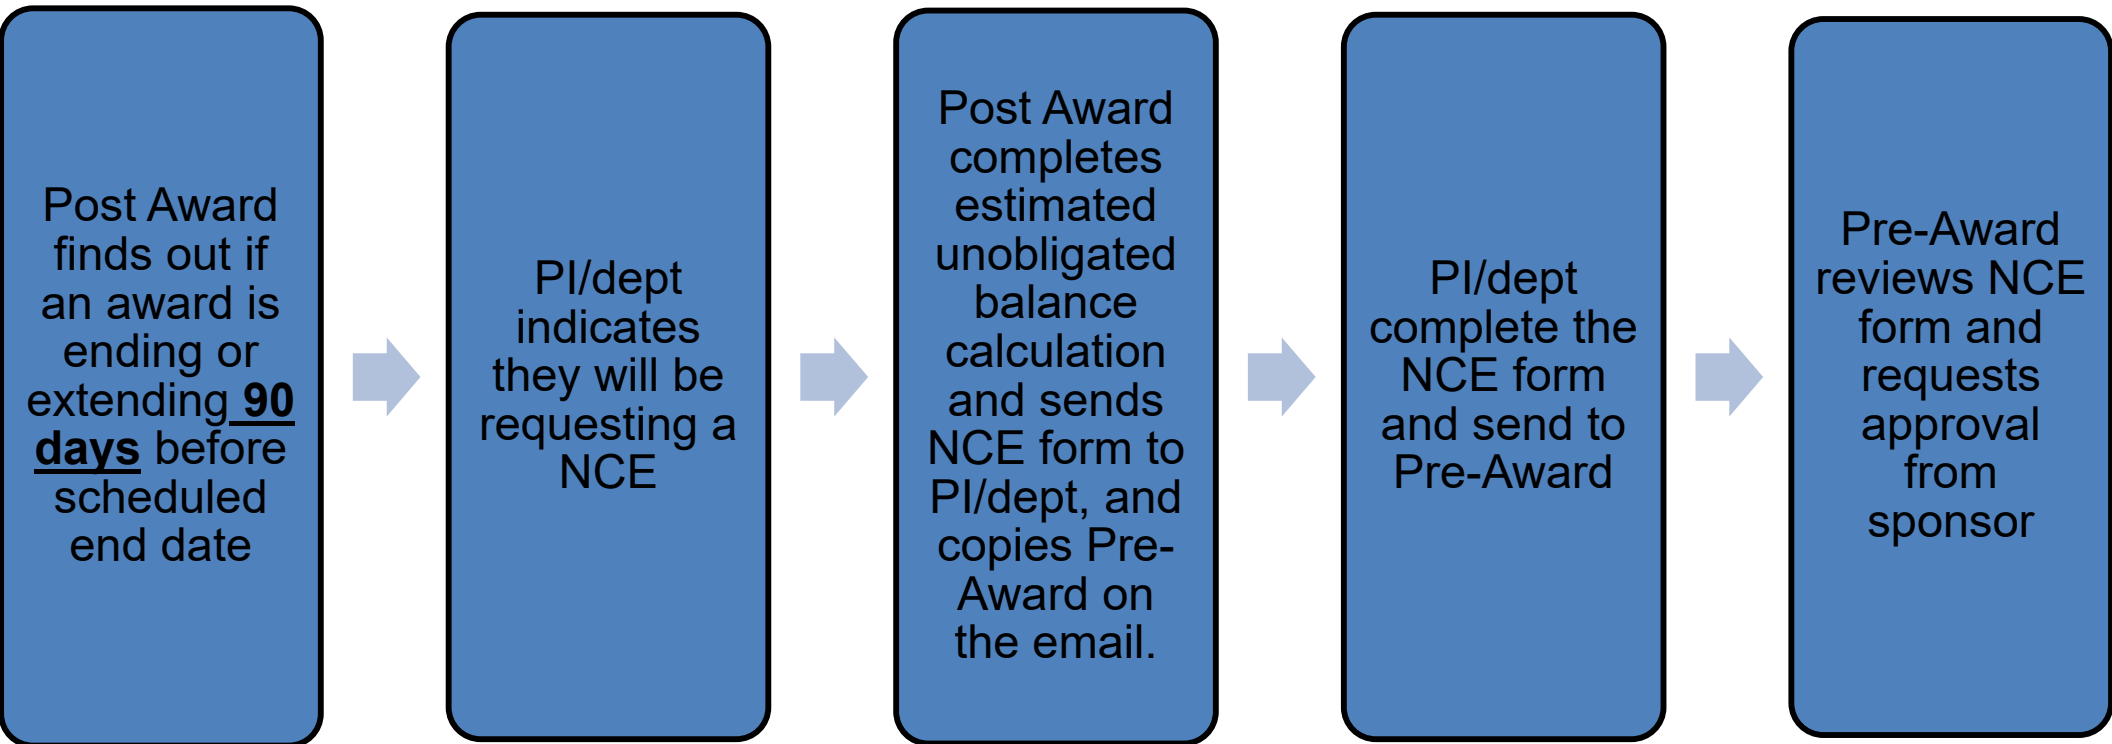 Post Award
finds out if
an award is
ending or
extending 90
days before
scheduled
end date
PI/dept
indicates
they will be
requesting a
NCE
Post Award
completes
estimated
unobligated
balance
calculation
and sends
NCE form to
PI/dept, and
copies Pre-
Award on
the email.
PI/dept
complete the
NCE form
and send to
Pre-Award
Pre-Award
reviews NCE
form and
requests
approval
from
sponsor